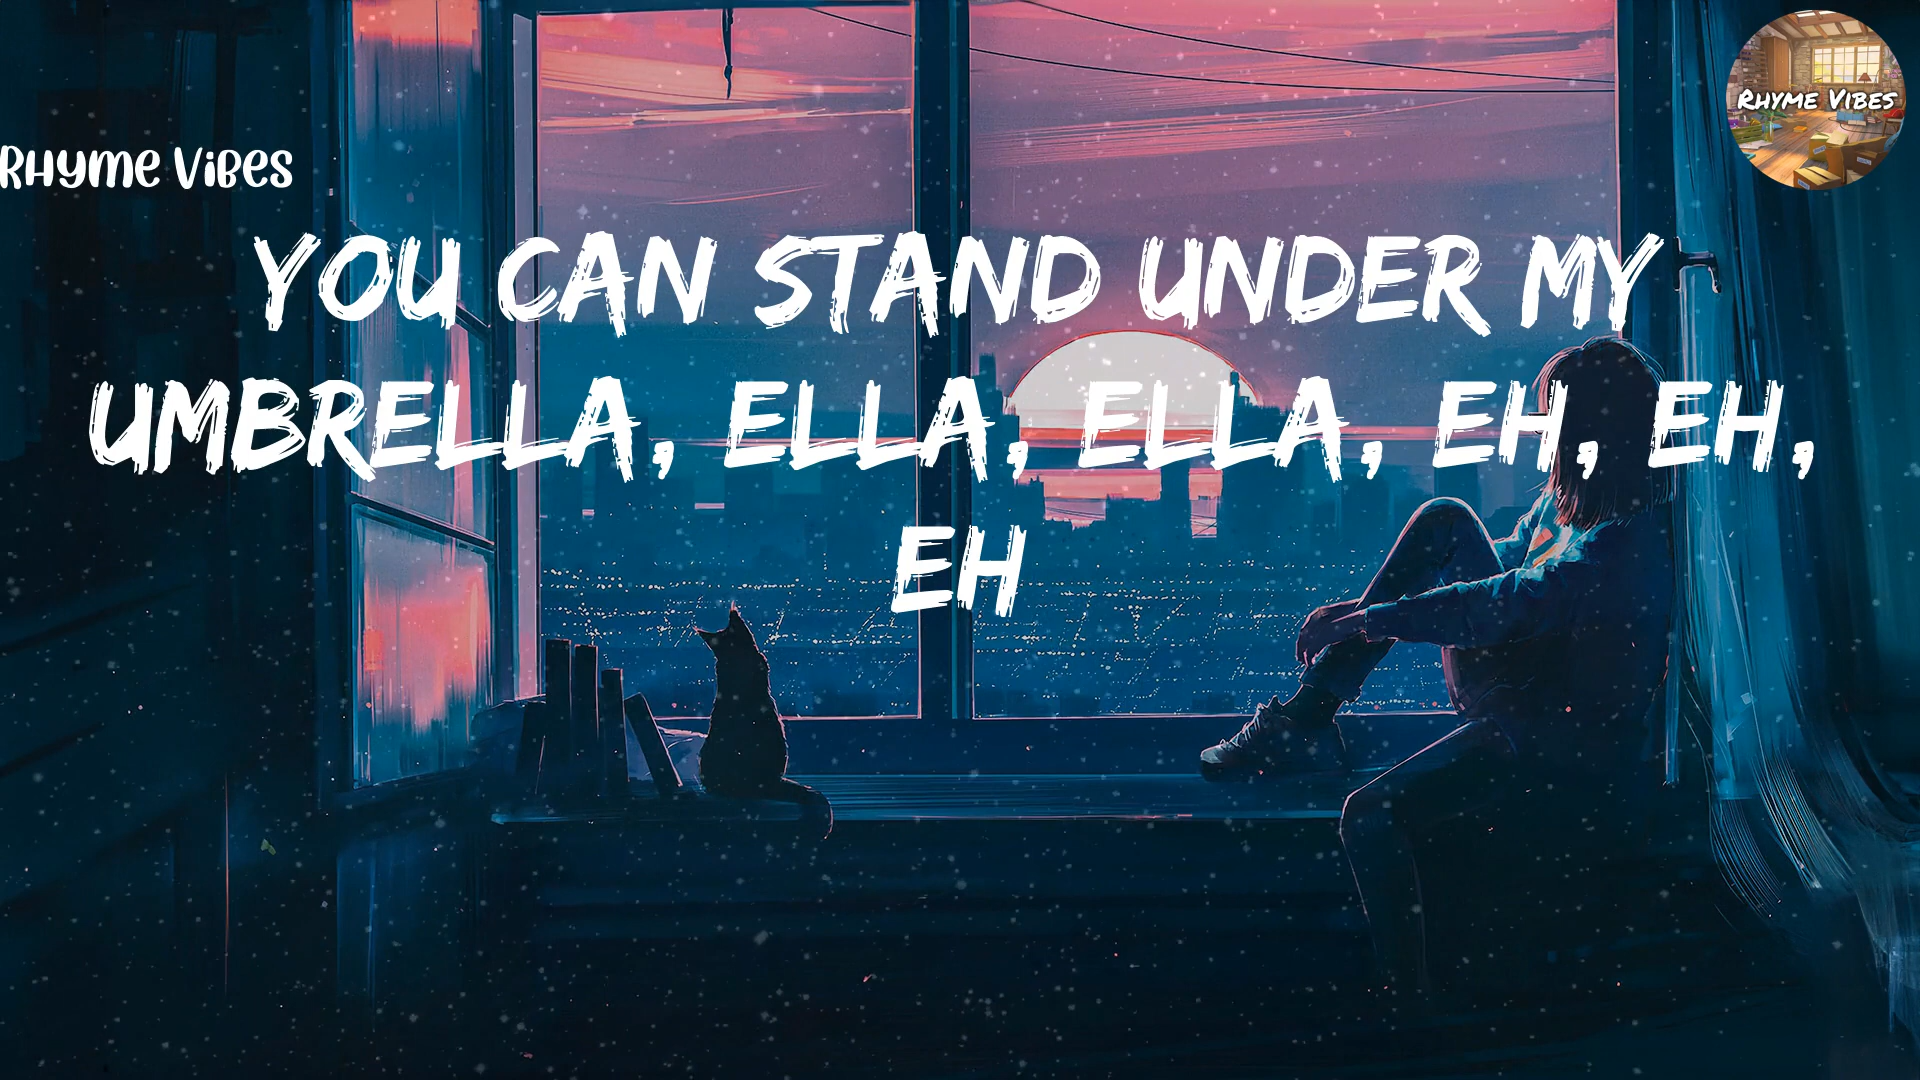 RHYME VIBES
RHyme ViBes
YOU CAN STAND UNDER MY
UMBRELLA, ELLA, ELLA, EH, EH,
EH